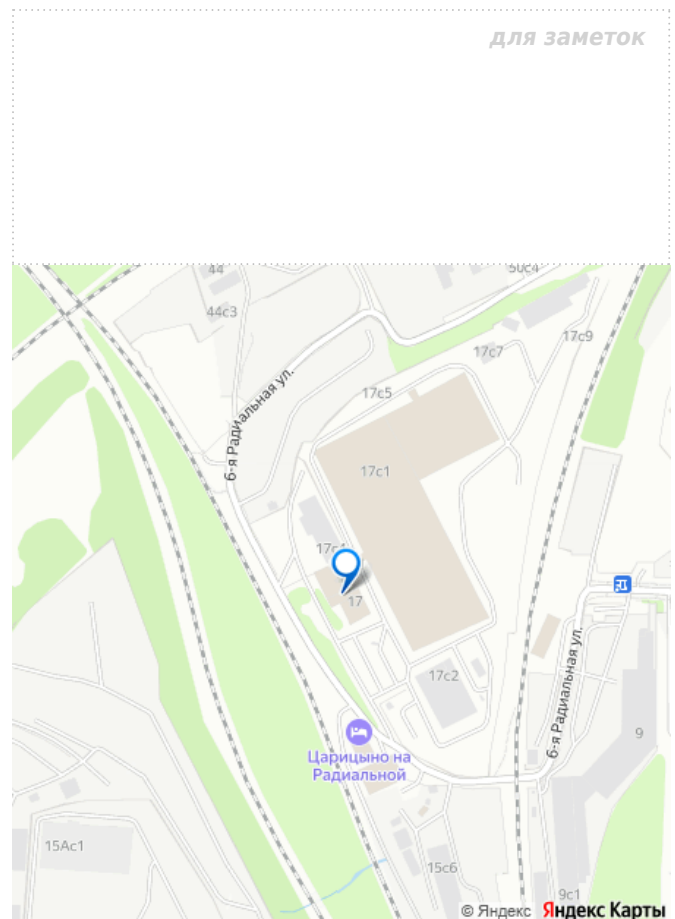 для заметок
44
50с4
44с3
17с9
17с7
6-я Радиальная ул.
17с5
17с1
17с4
17
17с2
6-я Радиальная ул.
9
Царицыно на
Радиальной
15Ас1
15с6
9с1
© Яндекс Яндекс Карты